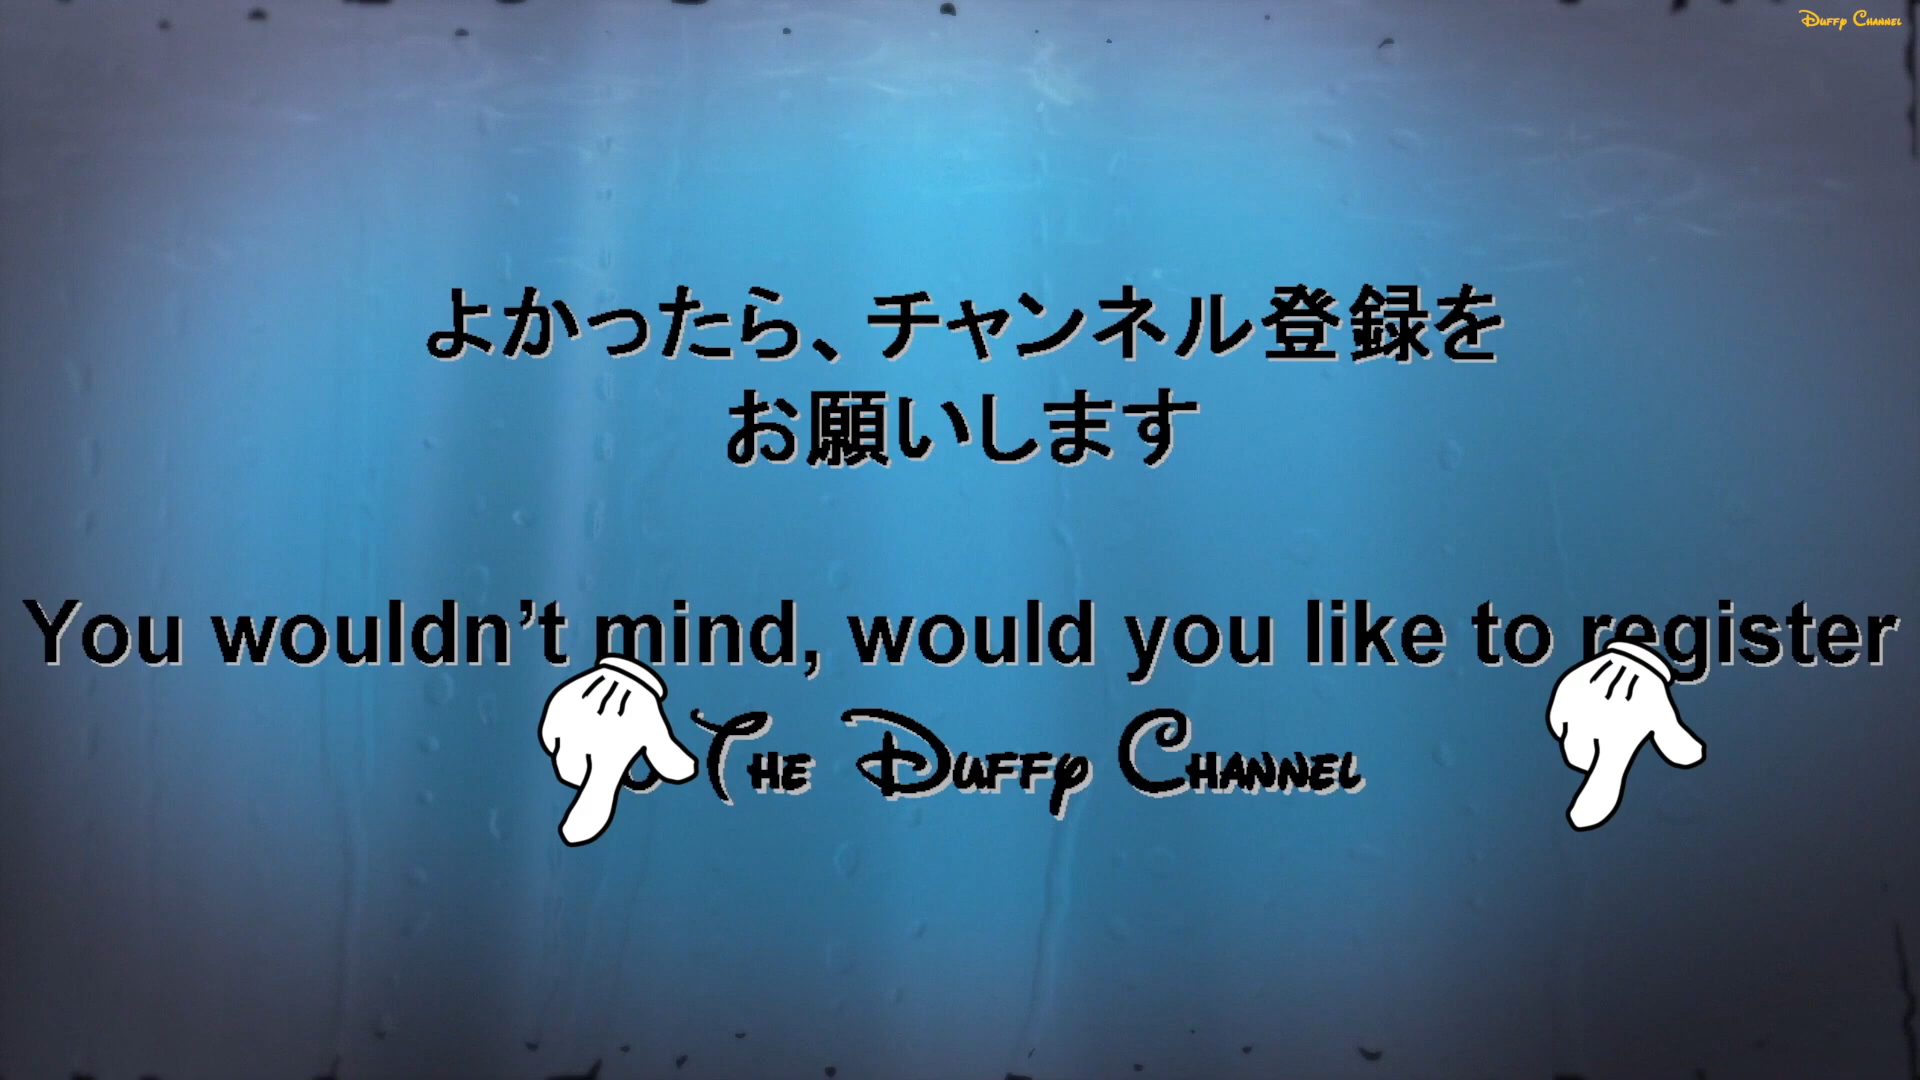 Duffy Channel
よかったら、チャンネル登録を
お願いします
You wouldn’t mind, would you like to register
The Duffy Channel